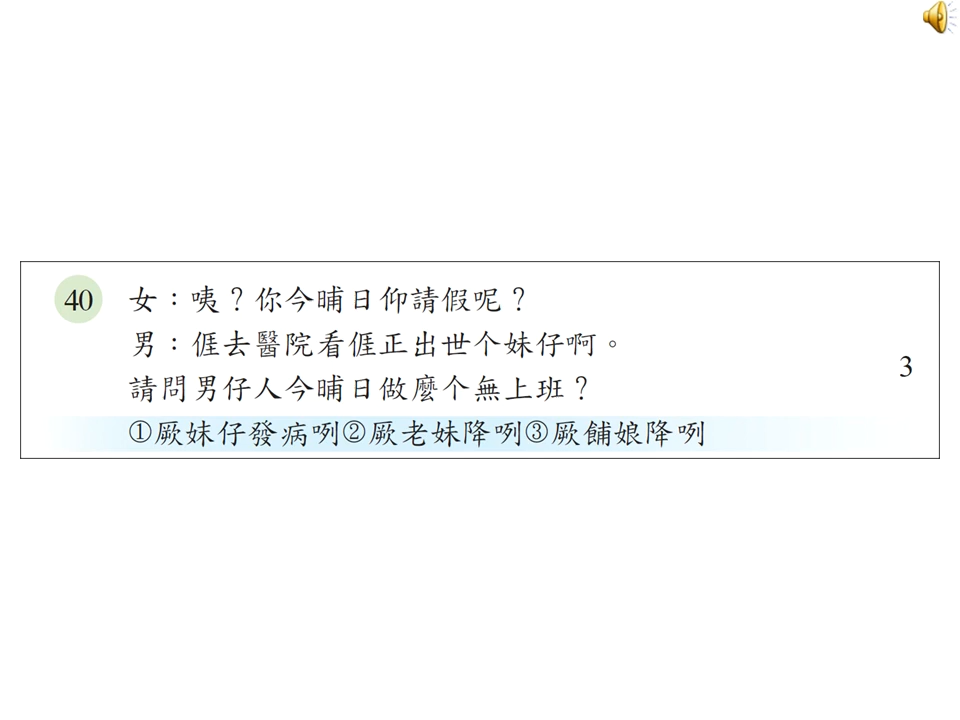 40 女：咦？你今晡日仰請假呢？
男：𠊎去醫院看𠊎正出世个妹仔啊。
請問男仔人今晡日做麼个無上班？
①厥妹仔發病咧②厥老妹降咧③厥餔娘降咧
3